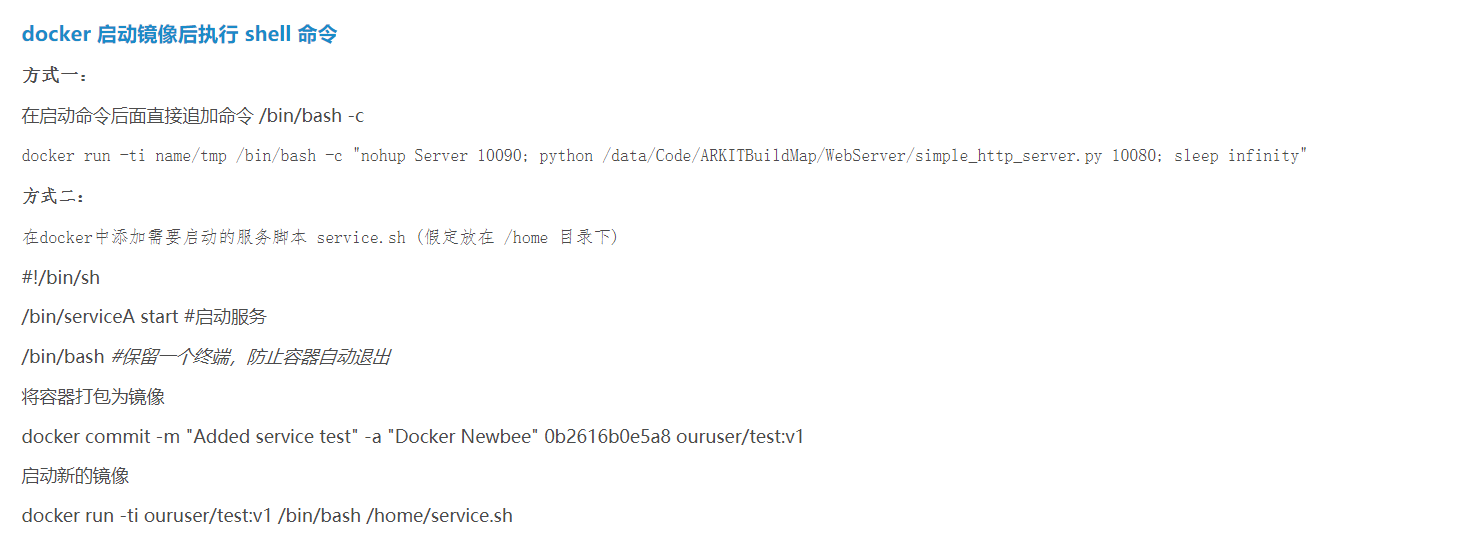 docker 启动镜像后执行 shell 命令
方式一：
在启动命令后面直接追加命令 /bin/bash -c
docker run -ti name/tmp /bin/bash -c "nohup Server 10090; python /data/Code/ARKITBuildMap/WebServer/simple_http_server.py 10080; sleep infinity"
方式二：
在docker中添加需要启动的服务脚本 service.sh (假定放在 /home 目录下)
#!/bin/sh
/bin/serviceA start #启动服务
/bin/bash #保留一个终端，防止容器自动退出
将容器打包为镜像
docker commit -m "Added service test" -a "Docker Newbee" 0b2616b0e5a8 ouruser/test:v1
启动新的镜像
docker run -ti ouruser/test:v1 /bin/bash /home/service.sh